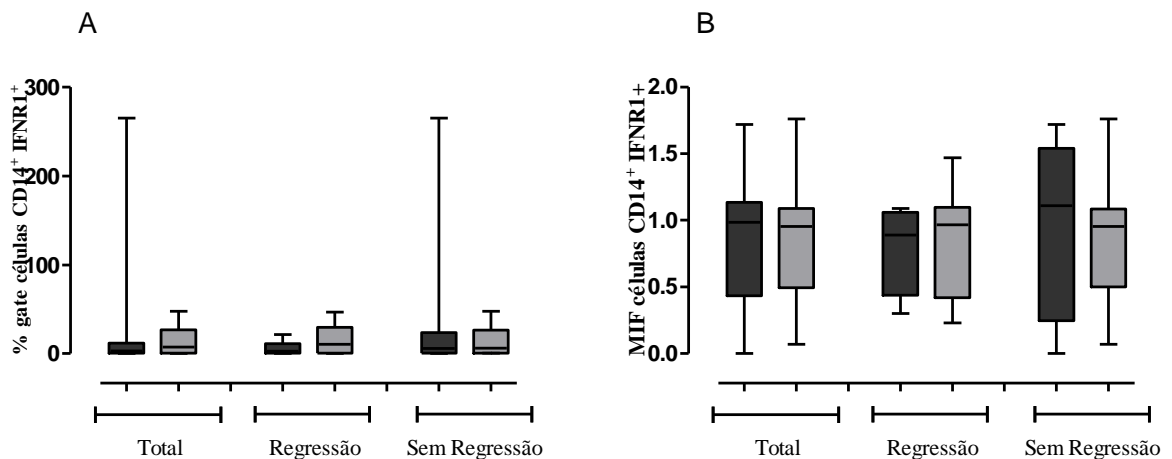 A
% gate células CD14+ IFNR1+
300
200
100
0
Total
Regressão
Sem Regressão
B
MIF células CD14+ IFNR1+
2.0
1.5
1.0
0.5
0.0
Total
Regressão
Sem Regressão